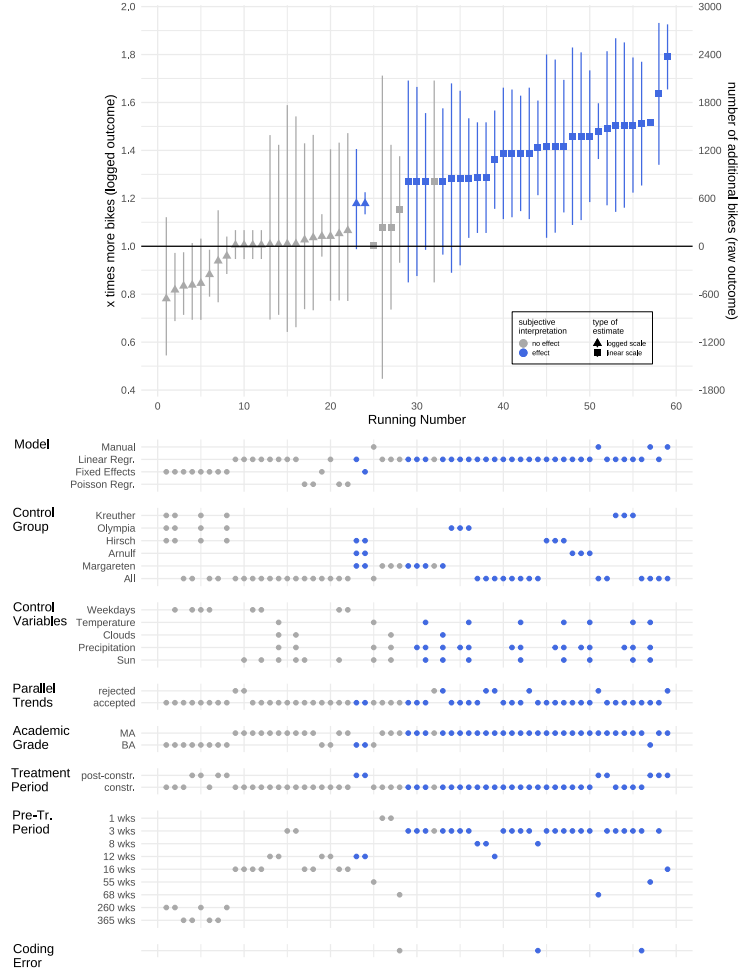 2,0
3000
1.8
2400
1.6
1800
1.4
1200
1.2
600
1.0
0
0.8
-600
0.6
-1200
0.4
-1800
x times more bikes (logged outcome)
number of additional bikes (raw outcome)
subjective interpretation
no effect
effect
type of estimate
logged scale
linear scale
0 10 20 30 40 50 60
Running Number
Model
Manual
Linear Regr.
Fixed Effects
Poisson Regr.
Control Group
Kreuther
Olympia
Hirsch
Arnulf
Margareten
All
Control Variables
Weekdays
Temperature
Clouds
Precipitation
Sun
Parallel Trends
rejected
accepted
Academic Grade
MA
BA
Treatment Period
post-constr.
constr.
Pre-Tr. Period
1 wks
3 wks
8 wks
12 wks
16 wks
55 wks
68 wks
260 wks
365 wks
Coding Error